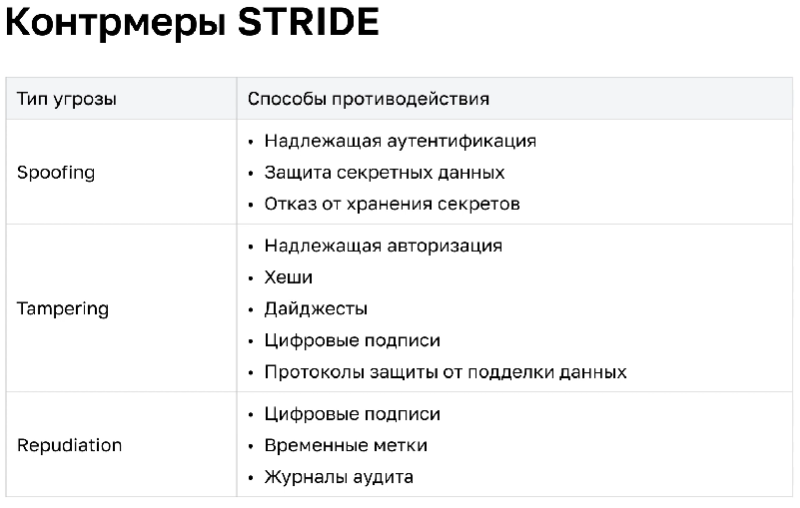 Контрмеры STRIDE
Тип угрозы
Способы противодействия
Spoofing
• Надлежащая аутентификация
• Защита секретных данных
• Отказ от хранения секретов
Tampering
• Надлежащая авторизация
• Хеши
• Дайджесты
• Цифровые подписи
• Протоколы защиты от подделки данных
Repudiation
• Цифровые подписи
• Временные метки
• Журналы аудита